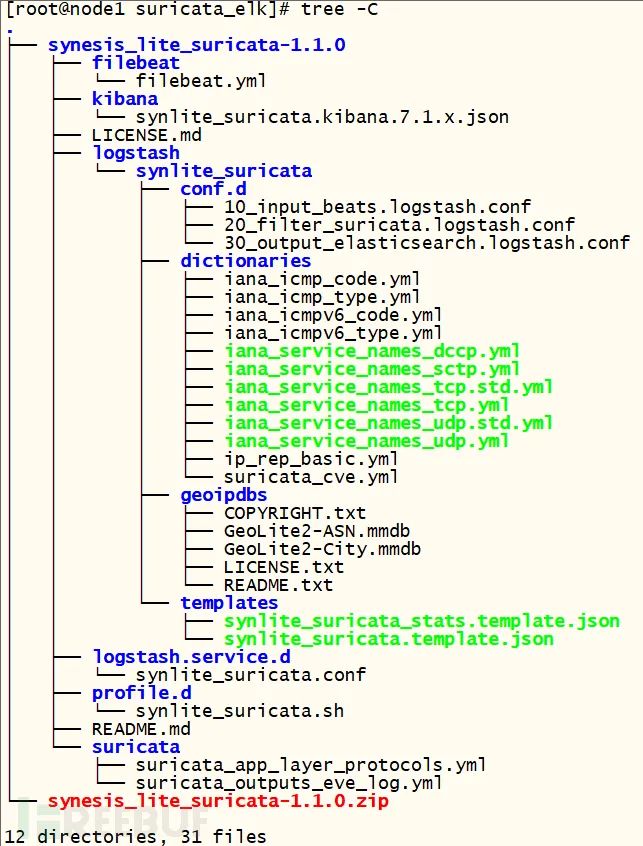 [root@node1 suricata_elk]# tree -C
.
├── synesis_lite_suricata-1.1.0
│   ├── filebeat
│   │   └── filebeat.yml
│   ├── kibana
│   │   └── synlite_suricata.kibana.7.1.x.json
│   ├── LICENSE.md
│   ├── logstash
│   │   └── synlite_suricata
│   │       ├── conf.d
│   │       │   ├── 10_input_beats.logstash.conf
│   │       │   ├── 20_filter_suricata.logstash.conf
│   │       │   └── 30_output_elasticsearch.logstash.conf
│   │       ├── dictionaries
│   │       │   ├── iana_icmp_code.yml
│   │       │   ├── iana_icmp_type.yml
│   │       │   ├── iana_icmpv6_code.yml
│   │       │   ├── iana_icmpv6_type.yml
│   │       │   ├── iana_service_names_dccp.yml
│   │       │   ├── iana_service_names_sctp.yml
│   │       │   ├── iana_service_names_tcp.std.yml
│   │       │   ├── iana_service_names_tcp.yml
│   │       │   ├── iana_service_names_udp.std.yml
│   │       │   ├── iana_service_names_udp.yml
│   │       │   ├── ip_rep_basic.yml
│   │       │   └── suricata_cve.yml
│   │       ├── geoipdbs
│   │       │   ├── COPYRIGHT.txt
│   │       │   ├── GeoLite2-ASN.mmdb
│   │       │   ├── GeoLite2-City.mmdb
│   │       │   ├── LICENSE.txt
│   │       │   └── README.txt
│   │       └── templates
│   │           ├── synlite_suricata_stats.template.json
│   │           └── synlite_suricata.template.json
│   ├── logstash.service.d
│   │   └── synlite_suricata.conf
│   ├── profile.d
│   │   └── synlite_suricata.sh
│   ├── README.md
│   └── suricata
│       ├── suricata_app_layer_protocols.yml
│       └── suricata_outputs_eve_log.yml
└── synesis_lite_suricata-1.1.0.zip
FREEBUF
12 directories, 31 files